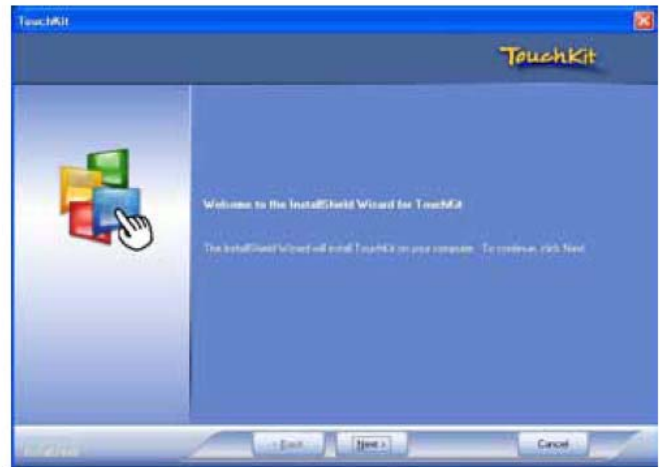 TouchKit
TouchKit
Welcome to the InstallShield Wizard for TouchKit
The InstallShield Wizard will install TouchKit on your computer. To continue, click Next.
< Back
Next >
Cancel